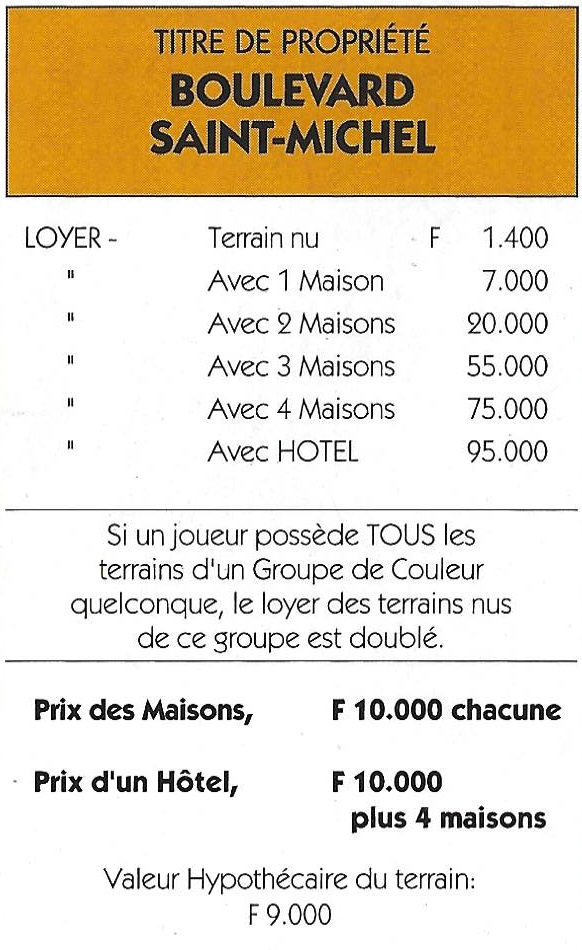 TITRE DE PROPRIÉTÉ
BOULEVARD
SAINT-MICHEL
LOYER - Terrain nu F 1.400
" Avec 1 Maison 7.000
" Avec 2 Maisons 20.000
" Avec 3 Maisons 55.000
" Avec 4 Maisons 75.000
" Avec HOTEL 95.000
Si un joueur possède TOUS les
terrains d'un Groupe de Couleur
quelconque, le loyer des terrains nus
de ce groupe est doublé.
Prix des Maisons, F 10.000 chacune
Prix d'un Hôtel, F 10.000
plus 4 maisons
Valeur Hypothécaire du terrain:
F 9.000